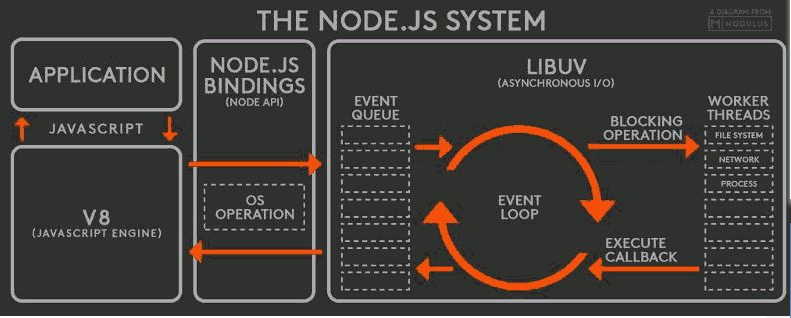 THE NODE.JS SYSTEM
A DIAGRAM FROM
MODULUS
APPLICATION
JAVASCRIPT
V8
(JAVASCRIPT ENGINE)
NODE.JS
BINDINGS
(NODE API)
OS
OPERATION
LIBUV
(ASYNCHRONOUS I/O)
EVENT
QUEUE
EVENT
LOOP
BLOCKING
OPERATION
EXECUTE
CALLBACK
WORKER
THREADS
FILE SYSTEM
NETWORK
PROCESS